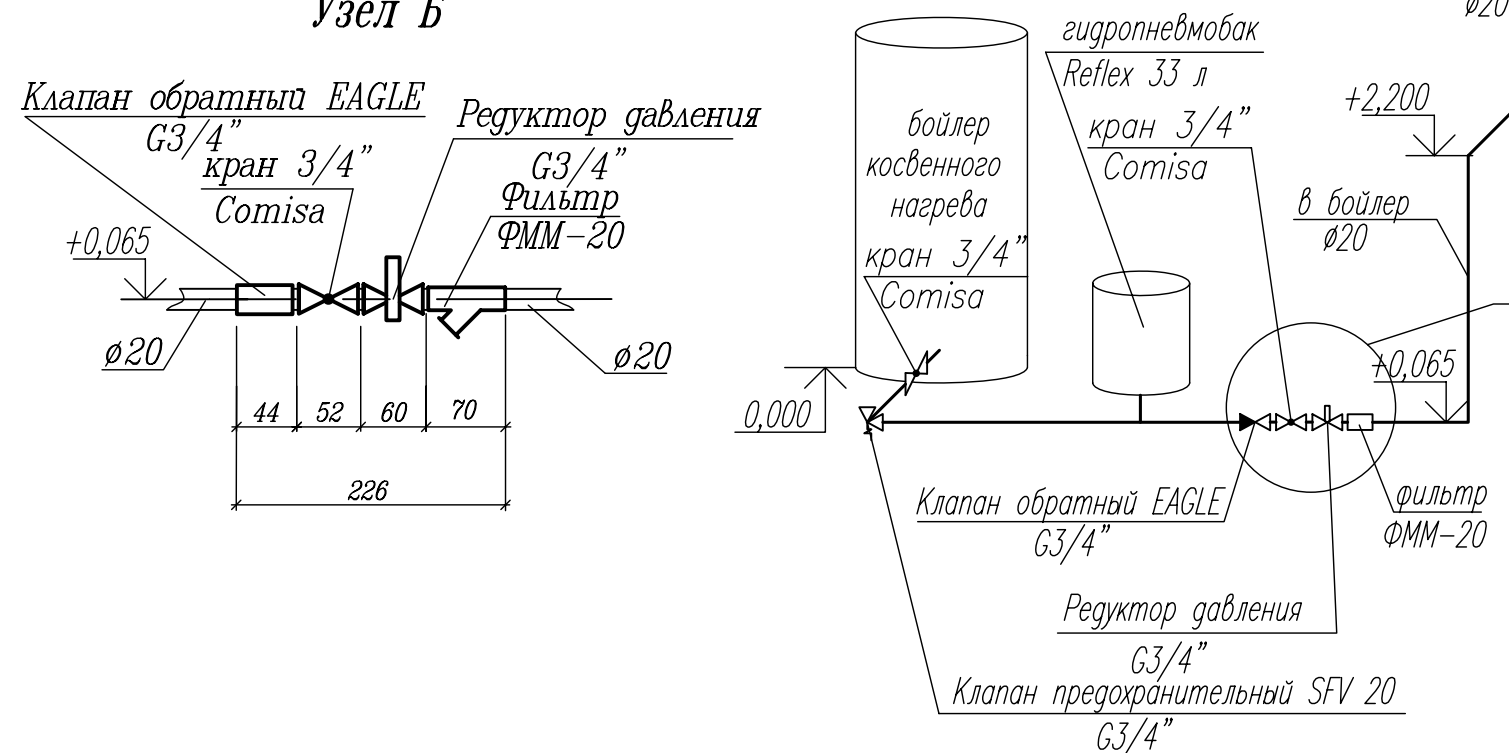 Узел Б
Клапан обратный EAGLE
G3/4"
кран 3/4"
Comisa
Редуктор давления
G3/4"
Фильтр
ФММ-20
+0,065
ø20
ø20
44
52
60
70
226
ø20
гидропневмобак
Reflex 33 л
бойлер
косвенного
нагрева
кран 3/4"
Comisa
кран 3/4"
Comisa
+2,200
в бойлер
ø20
0,000
+0,065
Клапан обратный EAGLE
G3/4"
фильтр
ФММ-20
Редуктор давления
G3/4"
Клапан предохранительный SFV 20
G3/4"